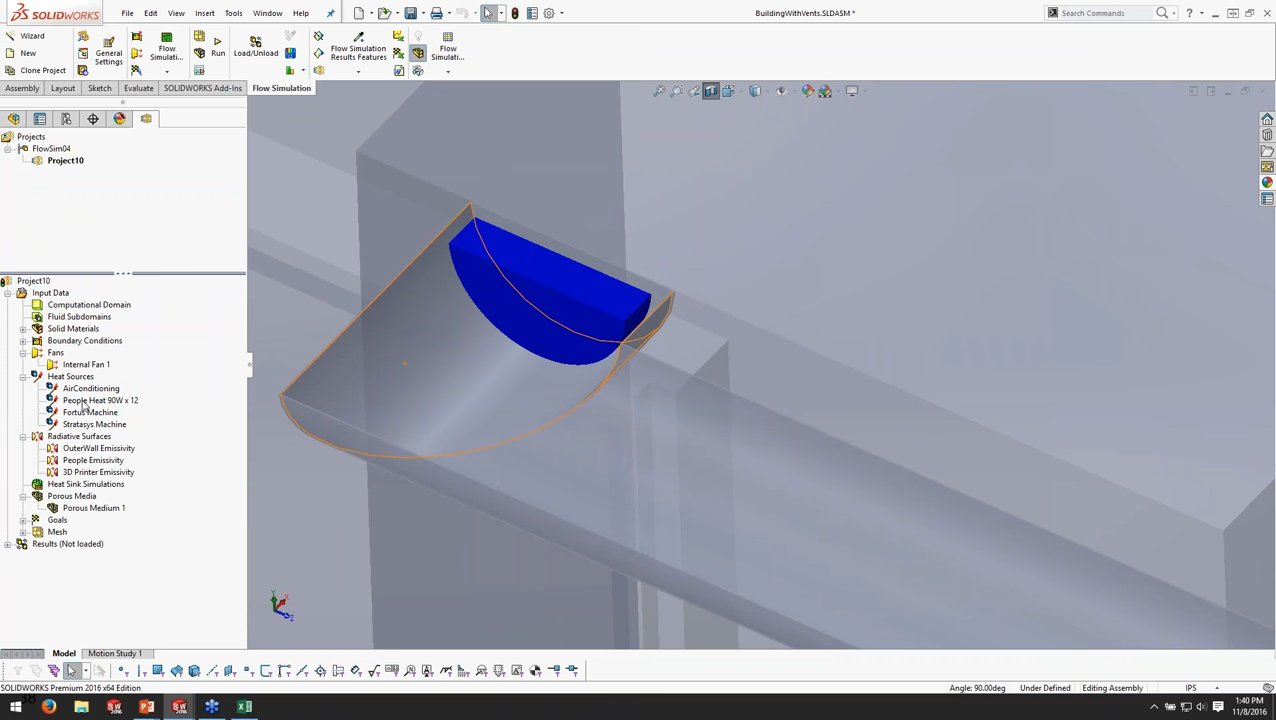 SOLIDWORKS
File Edit View Insert Tools Window Help
BuildingWithVents.SLDASM *
Search Commands
Wizard
New
Clone Project
General Settings
Flow Simulati...
Run
Load/Unload
Flow Simulation Results Features
Flow Simulati...
Assembly Layout Sketch Evaluate SOLIDWORKS Add-Ins Flow Simulation
Projects
FlowSim04
Project10
Project10
Input Data
Computational Domain
Fluid Subdomains
Solid Materials
Boundary Conditions
Fans
Internal Fan 1
Heat Sources
AirConditioning
People Heat 90W x 12
Fortus Machine
Stratasys Machine
Radiative Surfaces
OuterWall Emissivity
People Emissivity
3D Printer Emissivity
Heat Sink Simulations
Porous Media
Porous Medium 1
Goals
Mesh
Results (Not loaded)
Y
X
Z
Model Motion Study 1
SOLIDWORKS Premium 2016 x64 Edition
Angle: 90.00deg Under Defined Editing Assembly IPS
1:40 PM
11/8/2016